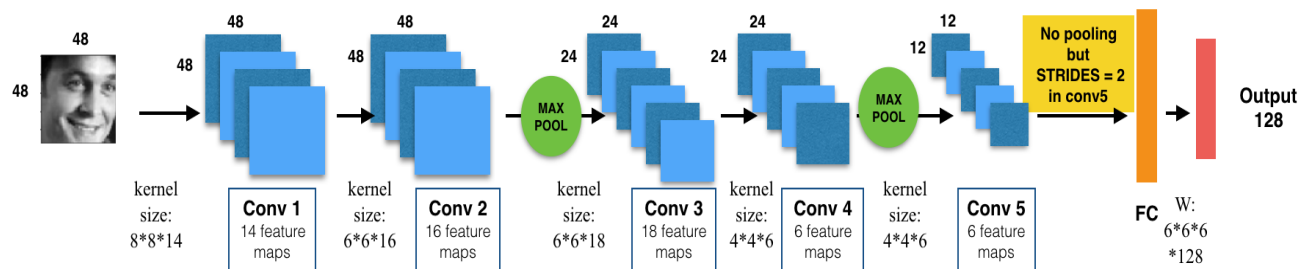 48
48
48
48
48
48
MAX
POOL
24
24
24
24
MAX
POOL
12
12
No pooling
but
STRIDES = 2
in conv5
Output
128
kernel
size:
8*8*14
Conv 1
14 feature
maps
kernel
size:
6*6*16
Conv 2
16 feature
maps
kernel
size:
6*6*18
Conv 3
18 feature
maps
kernel
size:
4*4*6
Conv 4
6 feature
maps
kernel
size:
4*4*6
Conv 5
6 feature
maps
FC
W:
6*6*6
*128